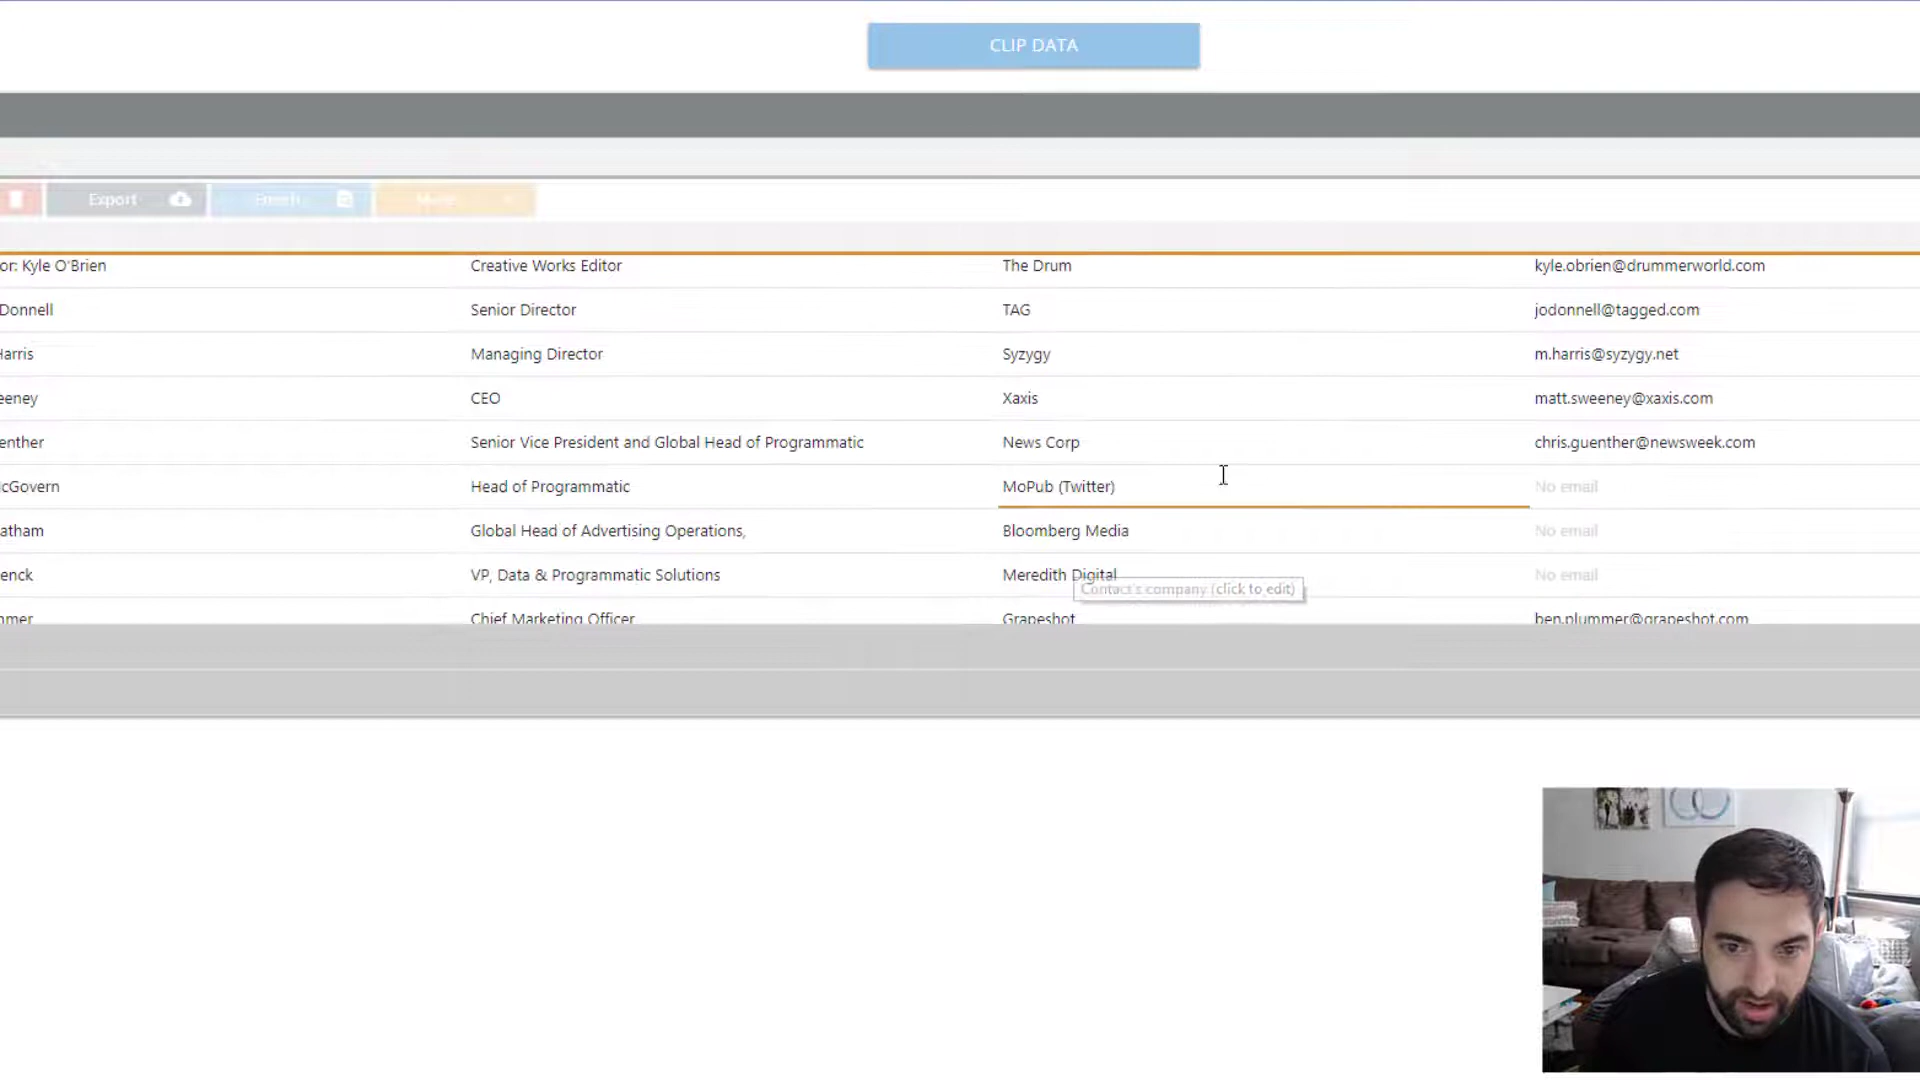 CLIP DATA
Export Enrich More
or: Kyle O'Brien Creative Works Editor The Drum kyle.obrien@drummerworld.com
Donnell Senior Director TAG jodonnell@tagged.com
Harris Managing Director Syzygy m.harris@syzygy.net
eeney CEO Xaxis matt.sweeney@xaxis.com
enther Senior Vice President and Global Head of Programmatic News Corp chris.guenther@newsweek.com
cGovern Head of Programmatic MoPub (Twitter) No email
atham Global Head of Advertising Operations, Bloomberg Media No email
enck VP, Data & Programmatic Solutions Meredith Digital No email
Contact's company (click to edit)
mmer Chief Marketing Officer Grapeshot ben.plummer@grapeshot.com